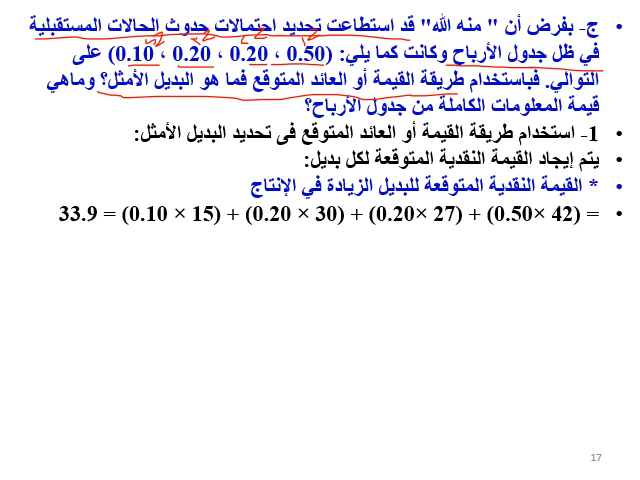 ج- بفرض أن " منه الله" قد استطاعت تحديد احتمالات حدوث الحالات المستقبلية
في ظل جدول الأرباح وكانت كما يلي: (0.50 ، 0.20 ، 0.20 ، 0.10) على
التوالي. فباستخدام طريقة القيمة أو العائد المتوقع فما هو البديل الأمثل؟ وماهي
قيمة المعلومات الكاملة من جدول الأرباح؟
1- استخدام طريقة القيمة أو العائد المتوقع فى تحديد البديل الأمثل:
يتم إيجاد القيمة النقدية المتوقعة لكل بديل:
* القيمة النقدية المتوقعة للبديل الزيادة في الإنتاج
33.9 = (0.10 × 15) + (0.20 × 30) + (0.20× 27) + (0.50× 42) =
17